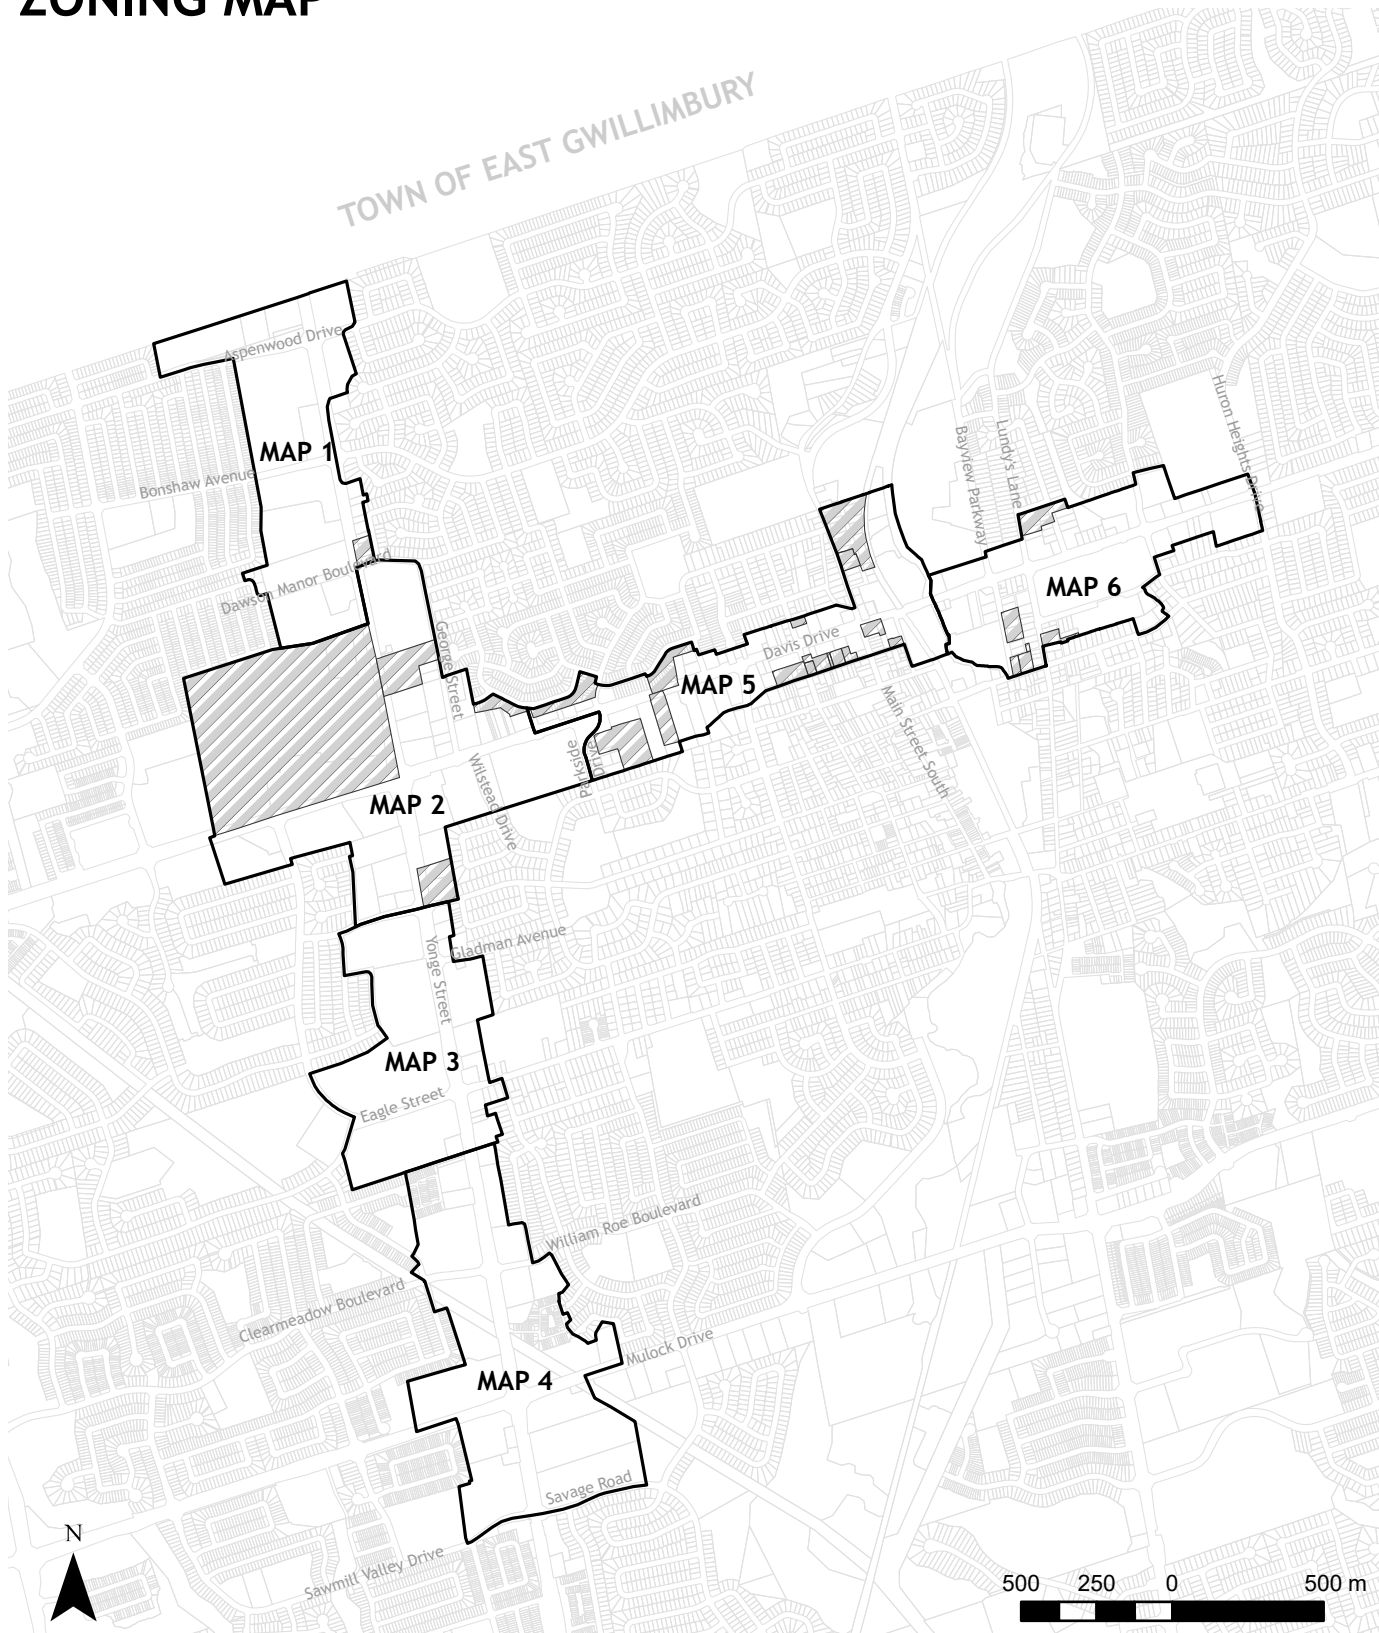 ZONING MAP
TOWN OF EAST GWILLIMBURY
Aspenwood Drive
Huron Heights Drive
MAP 1
Lundy's Lane
Bayview Parkway
Bonshaw Avenue
Dawson Manor Boulevard
MAP 6
George Street
Davis Drive
MAP 5
Main Street South
Parkside Drive
Wilstead Drive
MAP 2
Gladman Avenue
Yonge Street
MAP 3
Eagle Street
William Roe Boulevard
Clearmeadow Boulevard
Mulock Drive
MAP 4
Savage Road
N
Sawmill Valley Drive
500 250 0 500 m